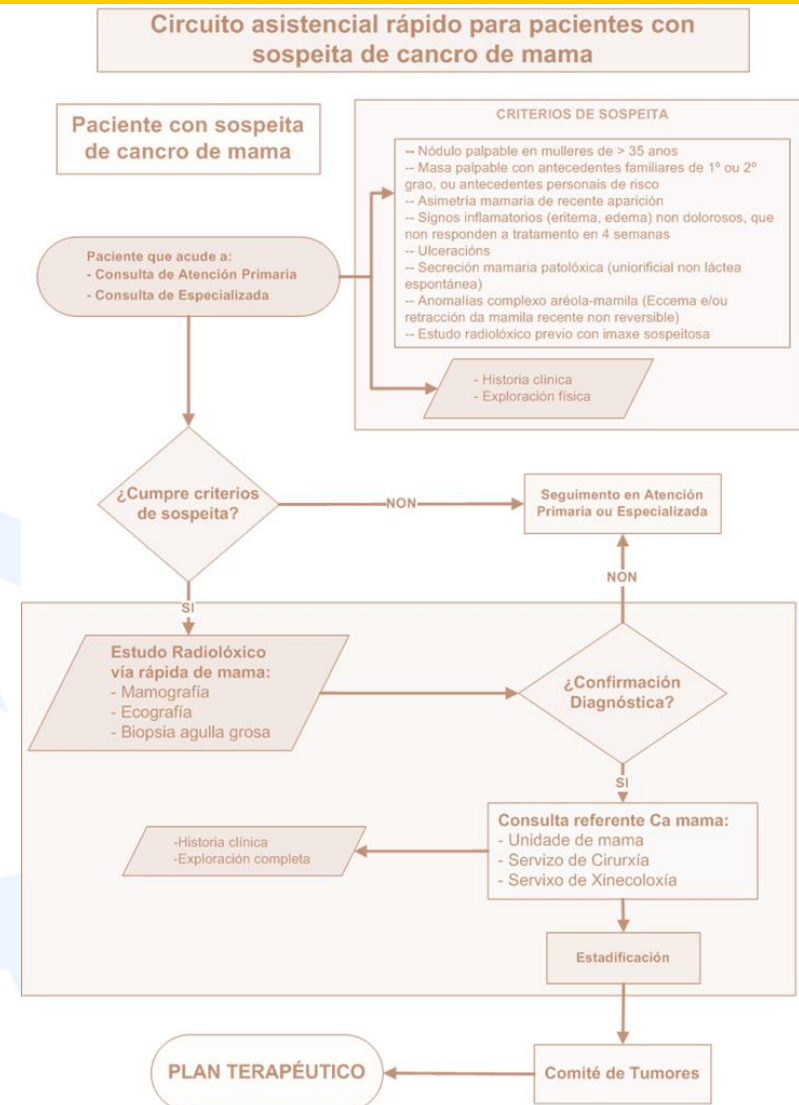 Circuito asistencial rápido para pacientes con
sospeita de cancro de mama
Paciente con sospeita
de cancro de mama
CRITERIOS DE SOSPEITA
-- Nódulo palpable en mulleres de > 35 anos
-- Masa palpable con antecedentes familiares de 1º ou 2º
grao, ou antecedentes personais de risco
-- Asimetría mamaria de recente aparición
-- Signos inflamatorios (eritema, edema) non dolorosos, que
non responden a tratamento en 4 semanas
-- Ulceracións
-- Secreción mamaria patolóxica (uniorificial non láctea
espontánea)
-- Anomalías complexo aréola-mamila (Eccema e/ou
retracción da mamila recente non reversible)
-- Estudo radiolóxico previo con imaxe sospeitosa
Paciente que acude a:
- Consulta de Atención Primaria
- Consulta de Especializada
- Historia clínica
- Exploración física
¿Cumpre criterios
de sospeita?
NON
Seguimento en Atención
Primaria ou Especializada
NON
SI
Estudo Radiolóxico
vía rápida de mama:
- Mamografía
- Ecografía
- Biopsia agulla grosa
¿Confirmación
Diagnóstica?
SI
Consulta referente Ca mama:
- Unidade de mama
- Servizo de Cirurxía
- Servixo de Xinecoloxía
-Historia clínica
-Exploración completa
Estadificación
PLAN TERAPÉUTICO
Comité de Tumores